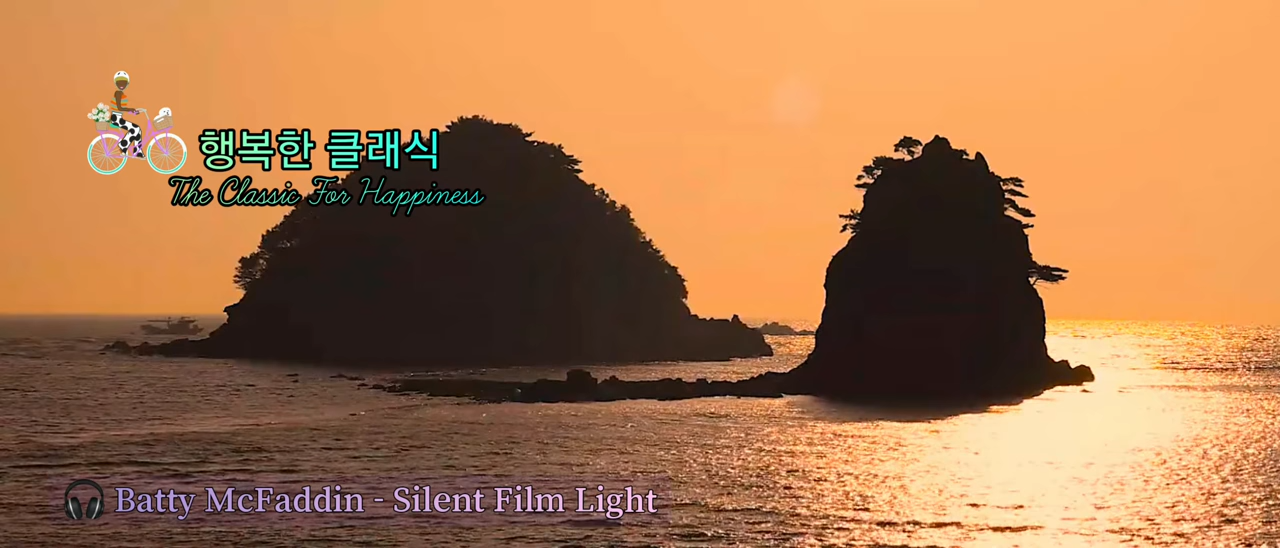 행복한 클래식
The Classic For Happiness
Batty McFaddin - Silent Film Light